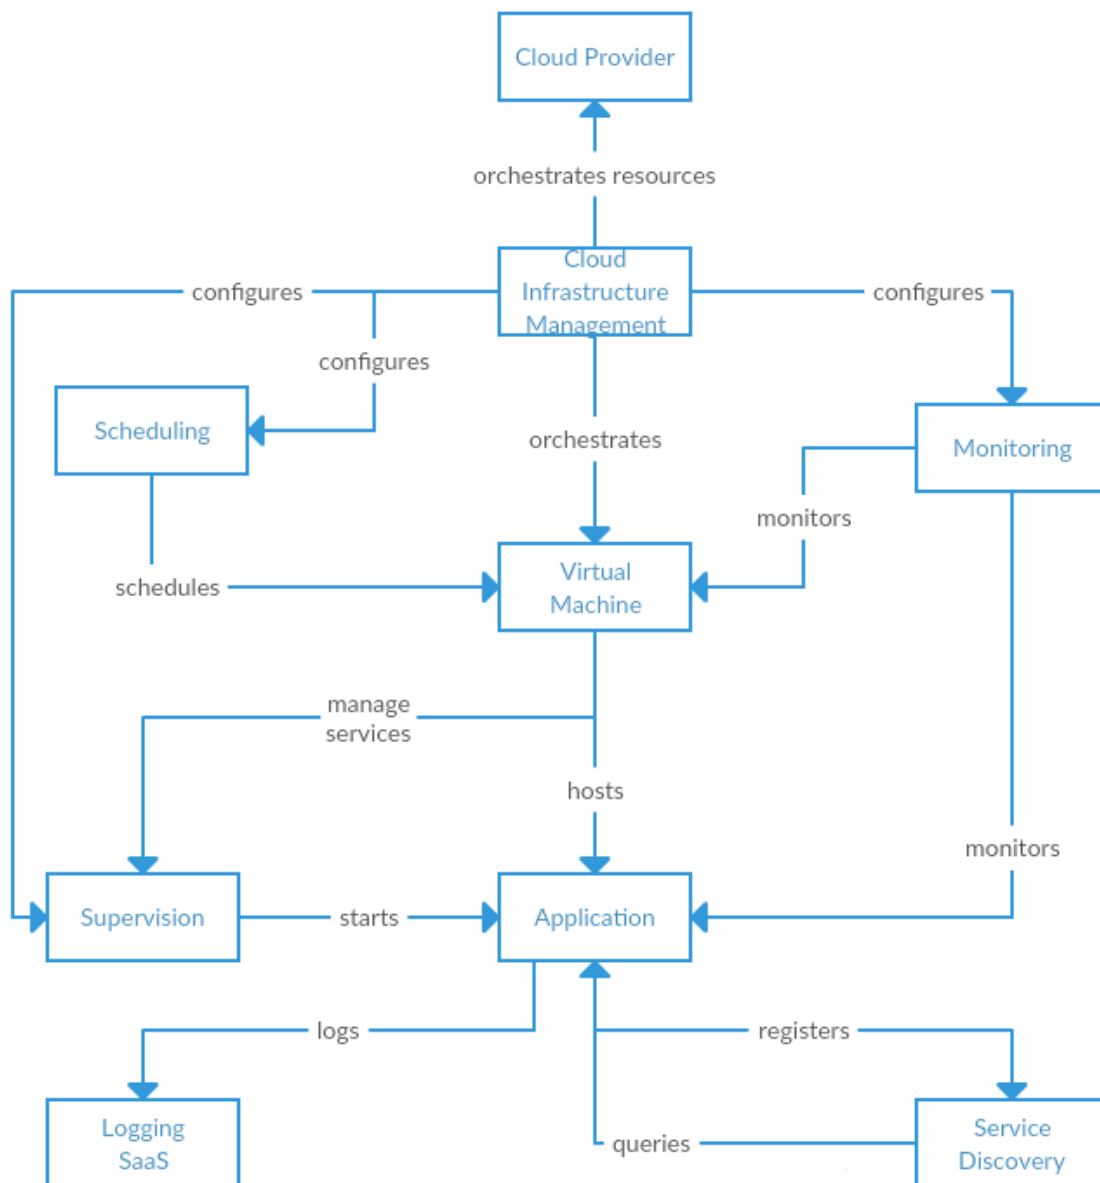 Cloud Provider
orchestrates resources
Cloud
Infrastructure
Management
configures
configures
configures
Scheduling
orchestrates
Monitoring
monitors
schedules
Virtual
Machine
manage
services
hosts
monitors
Supervision
starts
Application
logs
registers
Logging
SaaS
queries
Service
Discovery